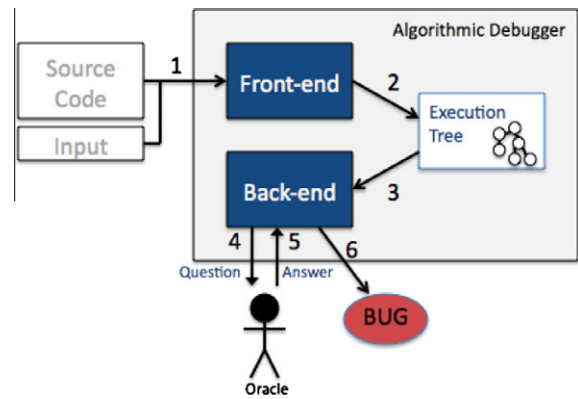 Algorithmic Debugger
Source
Code
1
Front-end
2
Execution
Tree
Input
Back-end
3
4
5
6
Question
Answer
BUG
Oracle